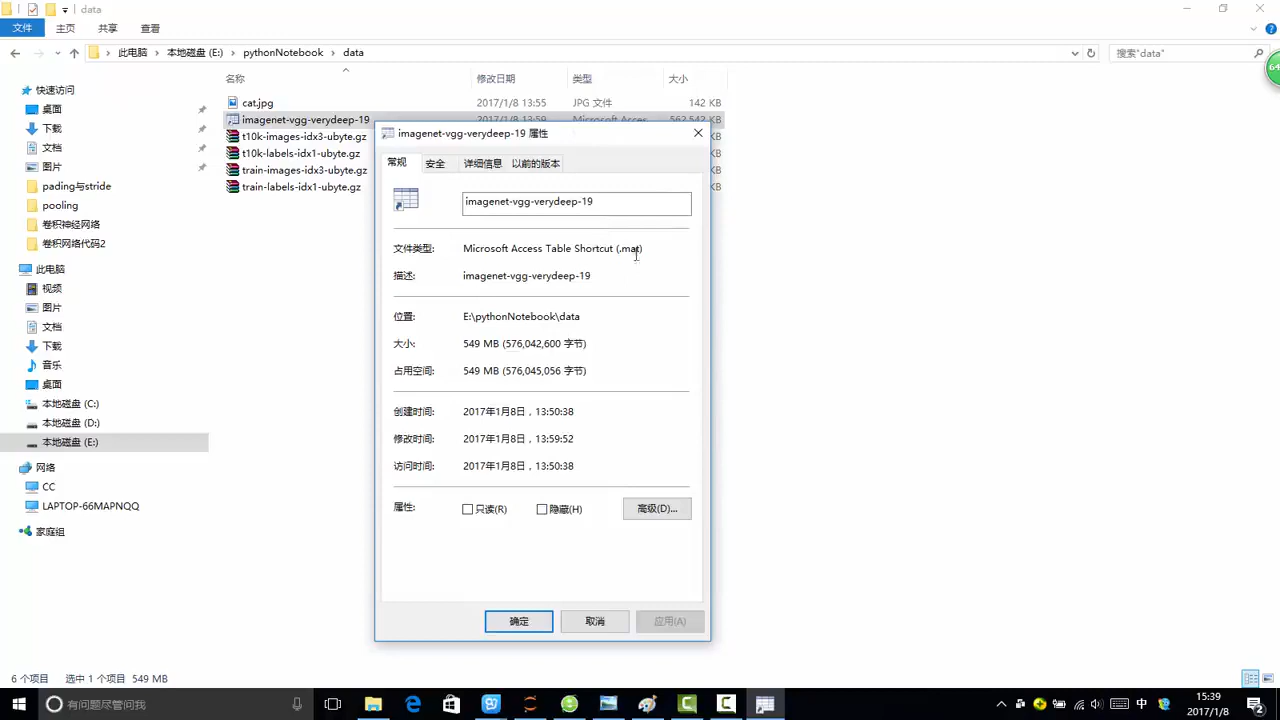 data
文件 主页 共享 查看
此电脑 本地磁盘 (E:) pythonNotebook data
搜索"data"
64
名称 修改日期 类型 大小
cat.jpg 2017/1/8 13:55 JPG 文件 142 KB
imagenet-vgg-verydeep-19 2017/1/8 13:59 Microsoft Acces... 562,542 KB
t10k-images-idx3-ubyte.gz KB
t10k-labels-idx1-ubyte.gz KB
train-images-idx3-ubyte.gz KB
train-labels-idx1-ubyte.gz KB
快速访问
桌面
下载
文档
图片
pading与stride
pooling
卷积神经网络
卷积网络代码2
此电脑
视频
图片
文档
下载
音乐
桌面
本地磁盘 (C:)
本地磁盘 (D:)
本地磁盘 (E:)
网络
CC
LAPTOP-66MAPNQQ
家庭组
imagenet-vgg-verydeep-19 属性
常规 安全 详细信息 以前的版本
imagenet-vgg-verydeep-19
文件类型: Microsoft Access Table Shortcut (.mat)
描述: imagenet-vgg-verydeep-19
位置: E:\pythonNotebook\data
大小: 549 MB (576,042,600 字节)
占用空间: 549 MB (576,045,056 字节)
创建时间: 2017年1月8日，13:50:38
修改时间: 2017年1月8日，13:59:52
访问时间: 2017年1月8日，13:50:38
属性: 只读(R) 隐藏(H) 高级(D)...
确定 取消 应用(A)
6 个项目 选中 1 个项目 549 MB
有问题尽管问我
中
15:39
2017/1/8
2